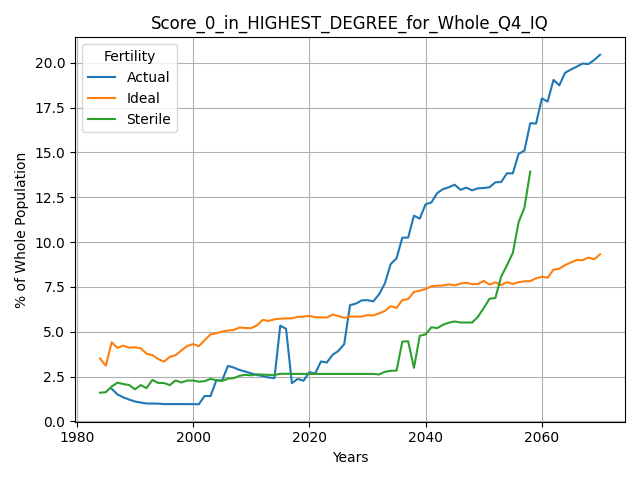 Score_0_in_HIGHEST_DEGREE_for_Whole_Q4_IQ
Fertility
Actual
Ideal
Sterile
% of Whole Population
20.0
17.5
15.0
12.5
10.0
7.5
5.0
2.5
0.0
1980 2000 2020 2040 2060
Years